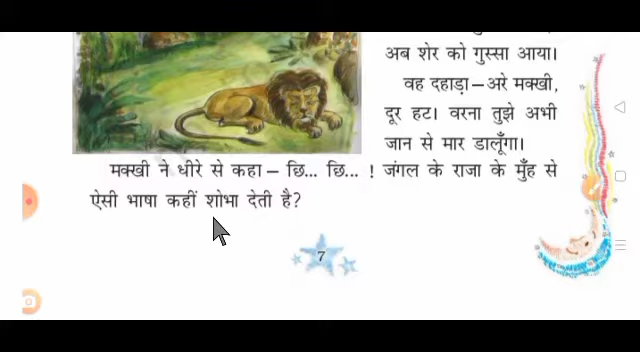 अब शेर को गुस्सा आया।
वह दहाड़ा—अरे मक्खी,
दूर हट। वरना तुझे अभी
जान से मार डालूँगा।
मक्खी ने धीरे से कहा — छि... छि... ! जंगल के राजा के मुँह से
ऐसी भाषा कहीं शोभा देती है?
7